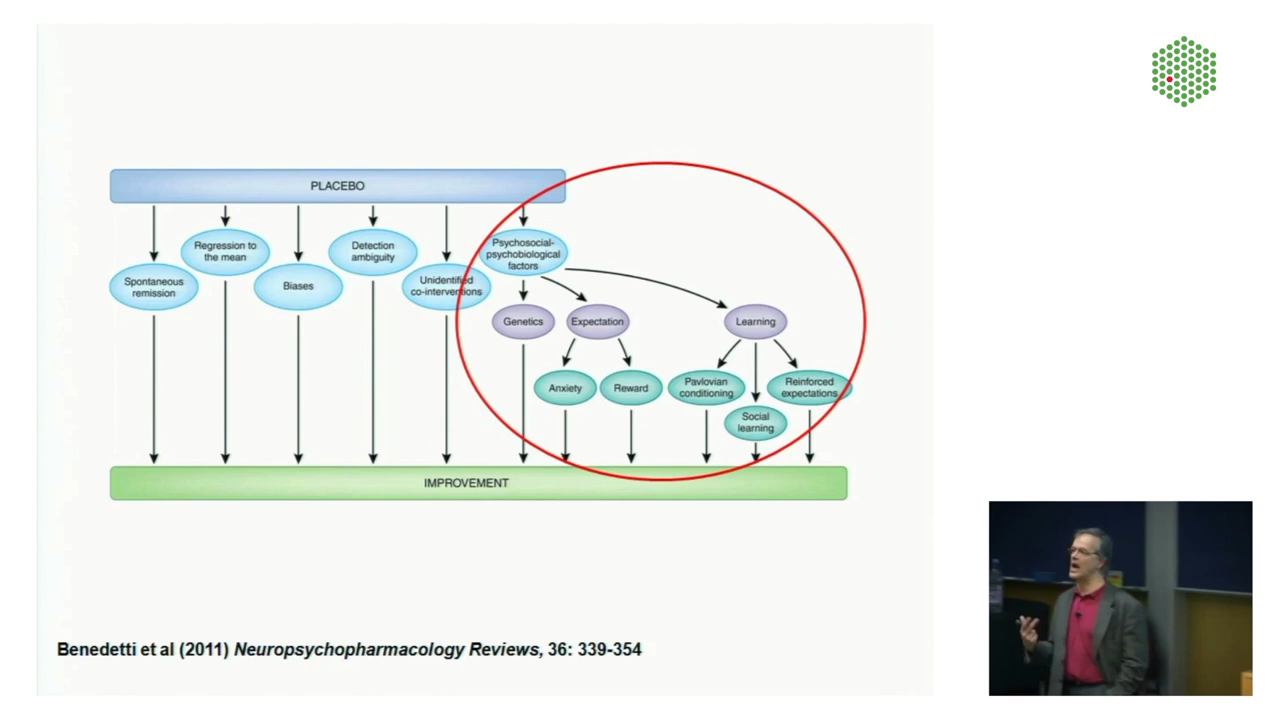 PLACEBO
Regression to
the mean
Detection
ambiguity
Psychosocial-
psychobiological
factors
Spontaneous
remission
Biases
Unidentified
co-interventions
Genetics
Expectation
Learning
Anxiety
Reward
Pavlovian
conditioning
Reinforced
expectations
Social
learning
IMPROVEMENT
Benedetti et al (2011) Neuropsychopharmacology Reviews, 36: 339-354